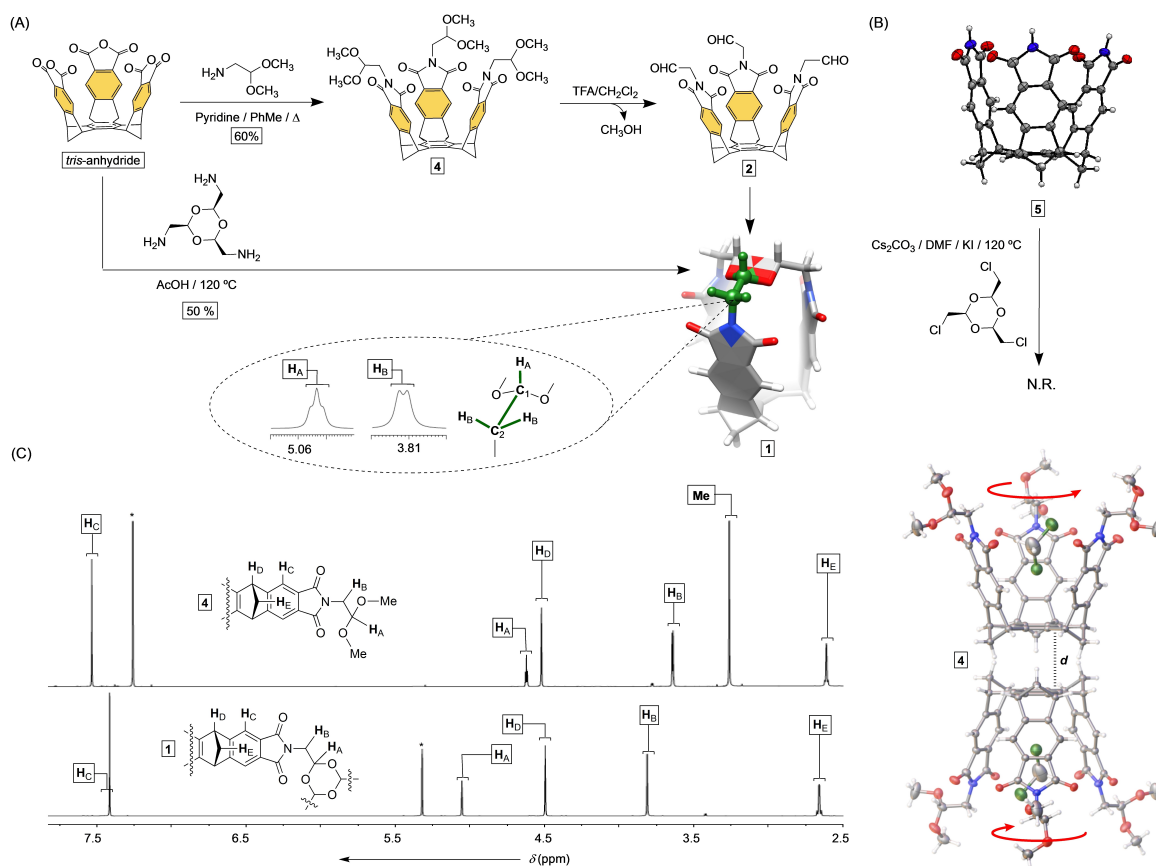 (A)
O O O
O O O
O O O
tris-anhydride
H2N OCH3
OCH3
Pyridine / PhMe / Δ
60%
H3CO OCH3
H3CO OCH3
H3CO OCH3
N O O
N O O
N O O
4
TFA/CH2Cl2
CH3OH
OHC
OHC CHO
N O O
N O O
N O O
2
NH2
O O
O
NH2
NH2
AcOH / 120 ºC
50 %
HA
5.06
HB
3.81
HA
O C1 O
HB
C2 HB
N
1
(B)
5
Cs2CO3 / DMF / KI / 120 ºC
Cl
O O
O
Cl
Cl
N.R.
(C)
HC
*
HA
HD
HB
Me
HE
4
HD HC O
HE N HB
O Me
HA
O
Me O
HC
*
HA
HD
HB
HE
1
HD HC O
HE N HB
HA
O O O
O
7.5 6.5 5.5 4.5 3.5 2.5
δ (ppm)
4
d